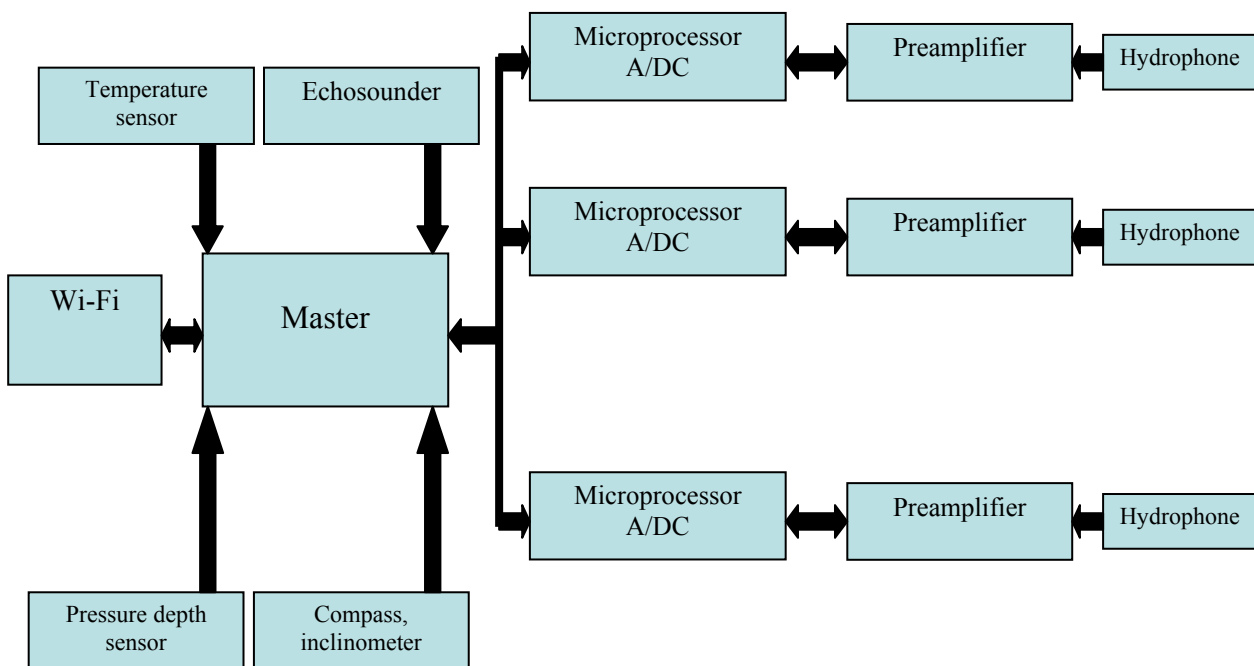 Microprocessor
A/DC
Preamplifier
Hydrophone
Temperature
sensor
Echosounder
Microprocessor
A/DC
Preamplifier
Hydrophone
Wi-Fi
Master
Microprocessor
A/DC
Preamplifier
Hydrophone
Pressure depth
sensor
Compass,
inclinometer